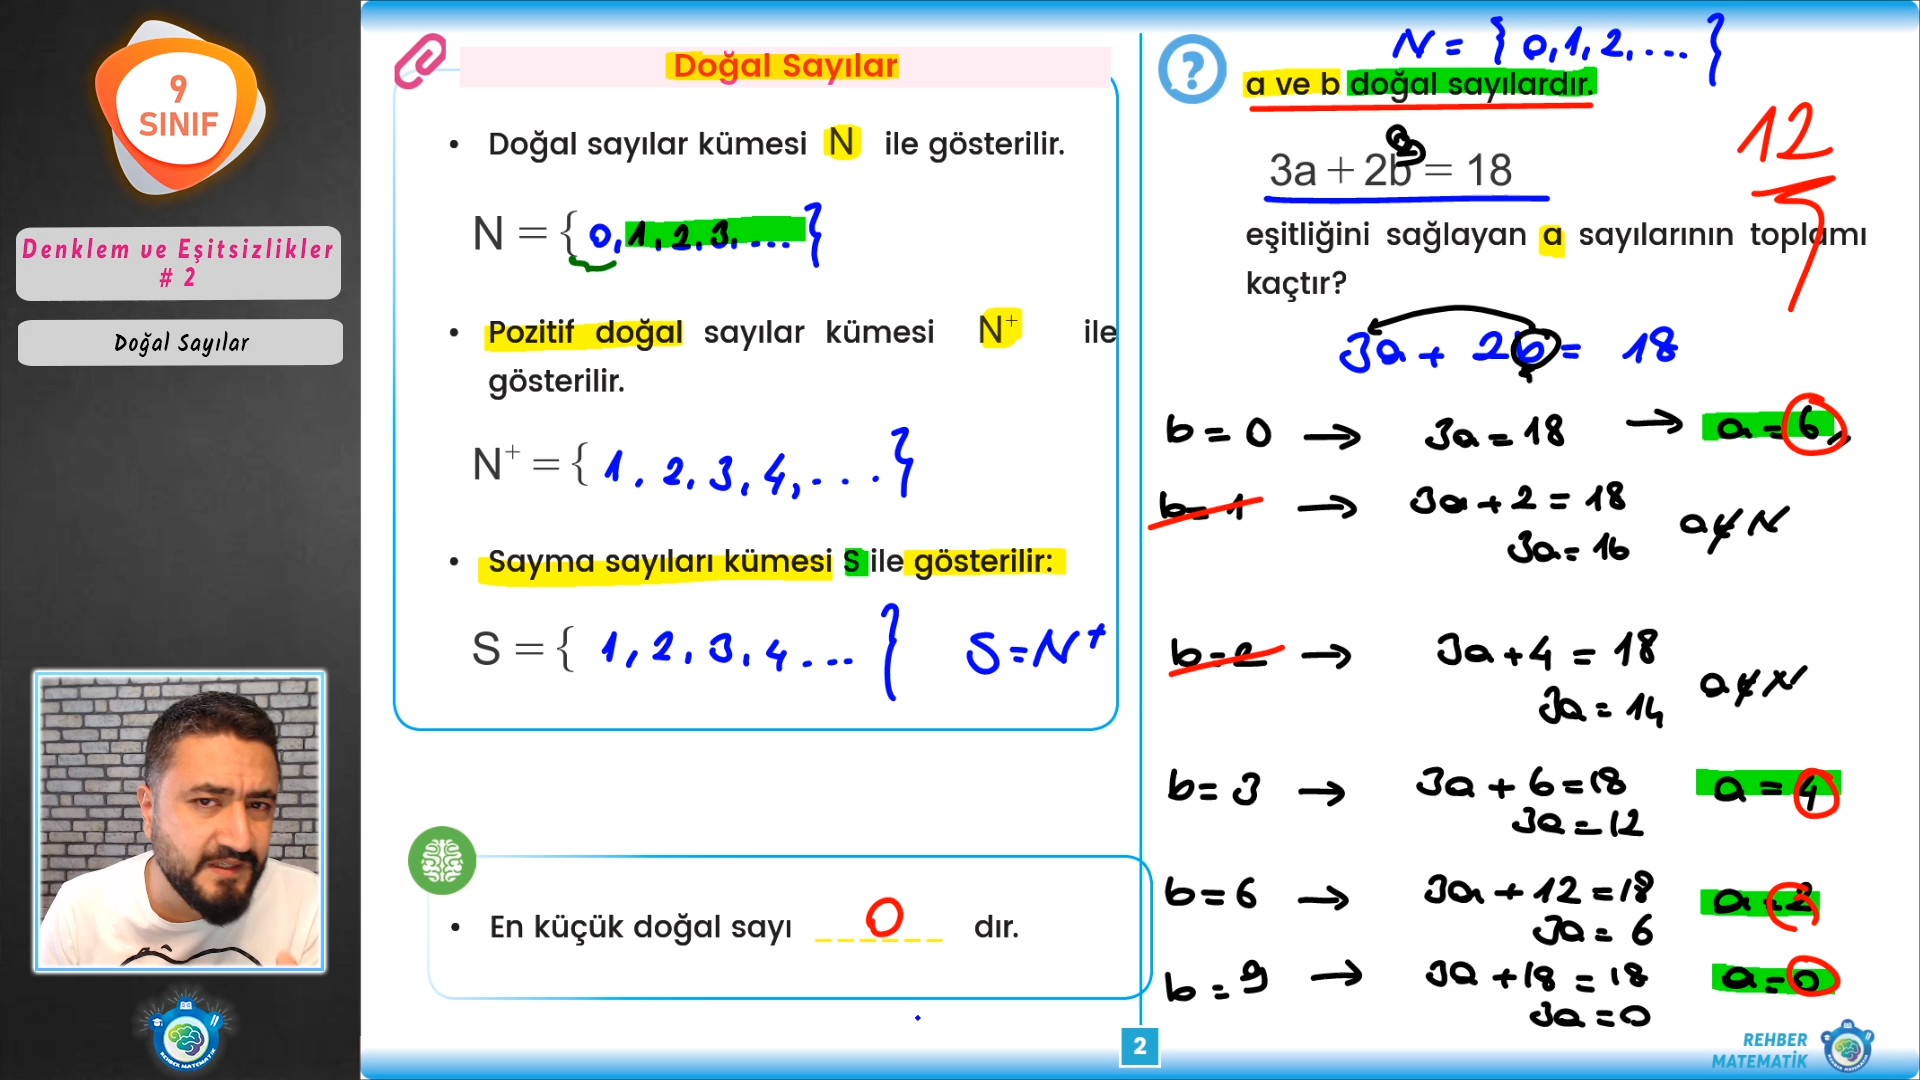 9
SINIF
Denklem ve Eşitsizlikler
# 2
Doğal Sayılar
Doğal Sayılar
• Doğal sayılar kümesi N ile gösterilir.
N = { 0, 1, 2, 3, ... }
• Pozitif doğal sayılar kümesi N⁺ ile
gösterilir.
N⁺ = { 1, 2, 3, 4, ... }
• Sayma sayıları kümesi S ile gösterilir:
S = { 1, 2, 3, 4 ... } S = N⁺
• En küçük doğal sayı 0 dır.
2
N = { 0, 1, 2, ... }
a ve b doğal sayılardır.
3a + 2b = 18
12
eşitliğini sağlayan a sayılarının toplamı
kaçtır?
3a + 2b = 18
b = 0 → 3a = 18 → a = 6,
b = 1 → 3a + 2 = 18
3a = 16 a ∉ N
b = 2 → 3a + 4 = 18
3a = 14 a ∉ N
b = 3 → 3a + 6 = 18 a = 4
3a = 12
b = 6 → 3a + 12 = 18 a = 2
3a = 6
b = 9 → 3a + 18 = 18 a = 0
3a = 0
REHBER
MATEMATİK
REHBER MATEMATİK